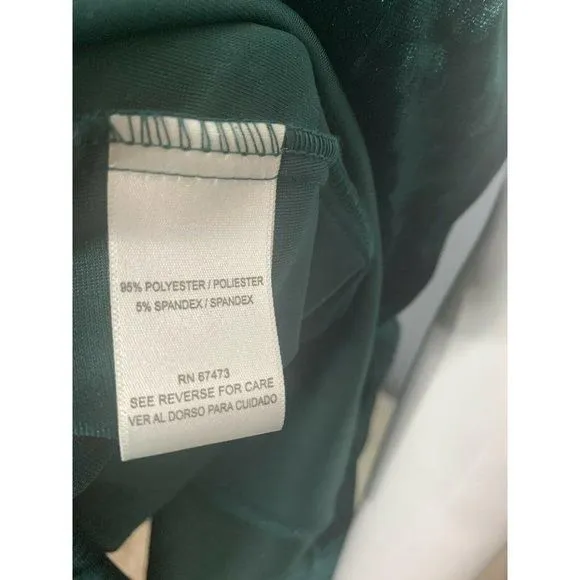 95% POLYESTER / POLIESTER
5% SPANDEX / SPANDEX
RN 67473
SEE REVERSE FOR CARE
VER AL DORSO PARA CUIDADO